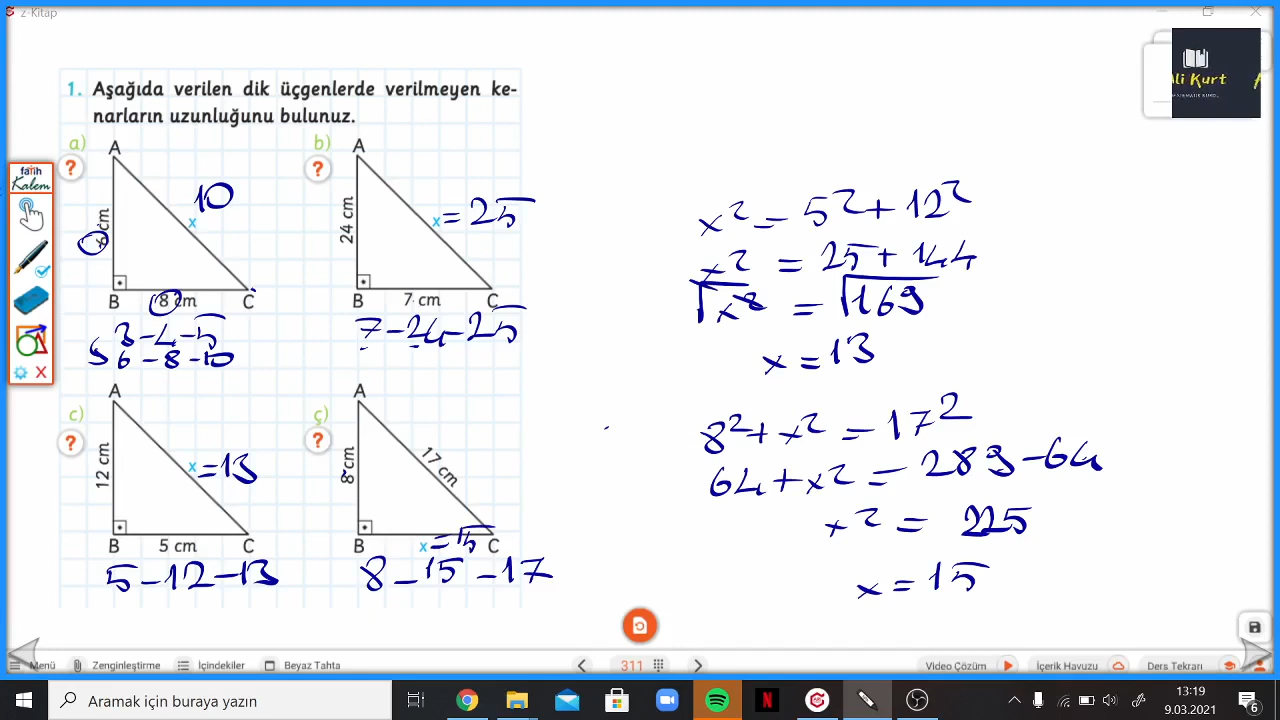 z-Kitap
Ali Kurt
1. Aşağıda verilen dik üçgenlerde verilmeyen ke-
narların uzunluğunu bulunuz.
a)
?
A
6 cm
x
10
B
8 cm
C
3-4-5
6-8-10
b)
?
A
24 cm
x = 25
B
7 cm
C
7-24-25
c)
?
A
12 cm
x = 13
B
5 cm
C
5-12-13
ç)
?
A
8 cm
17 cm
B
x = 15
C
8-15-17
x² = 5² + 12²
x² = 25 + 144
√x² = √169
x = 13
8² + x² = 17²
64 + x² = 289 - 64
x² = 225
x = 15
fatih
Kalem
Menü
Zenginleştirme
İçindekiler
Beyaz Tahta
311
Video Çözüm
İçerik Havuzu
Ders Tekrarı
Aramak için buraya yazın
13:19
9.03.2021
6